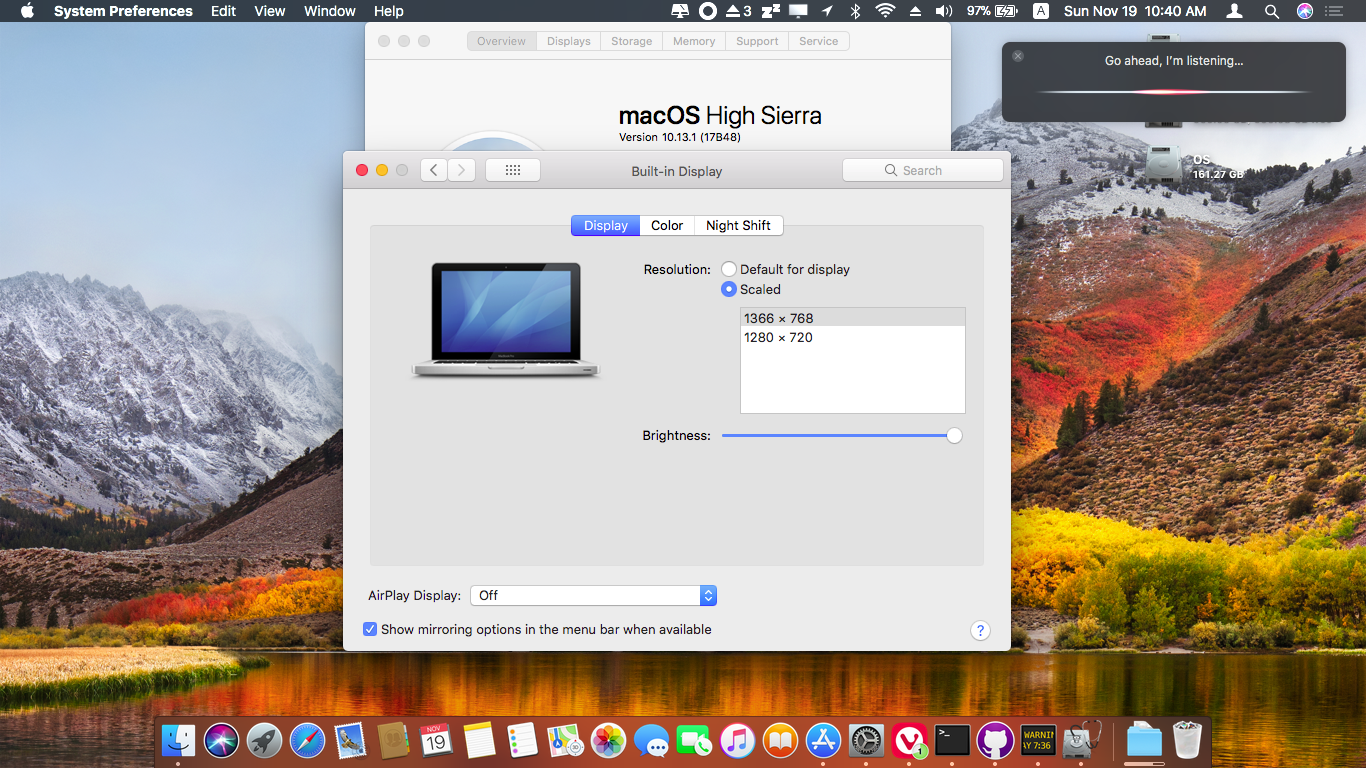 System Preferences Edit View Window Help 3 97% A Sun Nov 19 10:40 AM
Overview Displays Storage Memory Support Service
Go ahead, I'm listening...
macOS High Sierra
Version 10.13.1 (17B48)
OS
161.27 GB
Built-in Display
Search
Display Color Night Shift
Resolution: Default for display
Scaled
1366 × 768
1280 × 720
Brightness:
AirPlay Display: Off
Show mirroring options in the menu bar when available
?
NOV
19
1
>_
WARNIN
AY 7:36